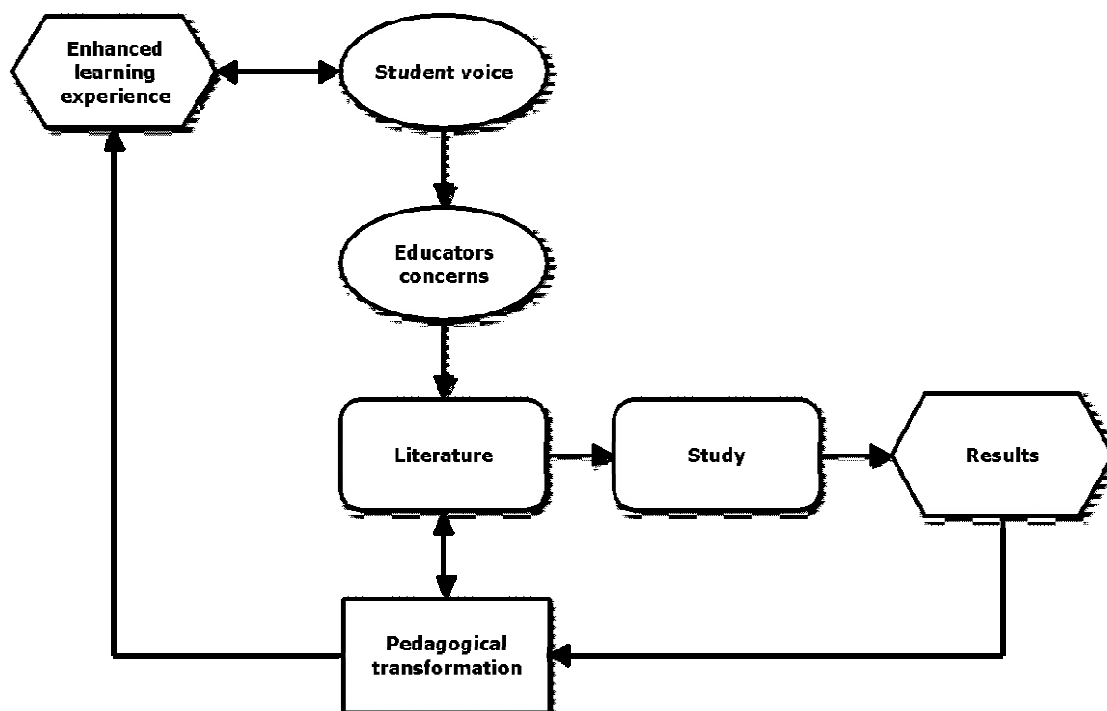 Enhanced
learning
experience
Student voice
Educators
concerns
Literature
Study
Results
Pedagogical
transformation